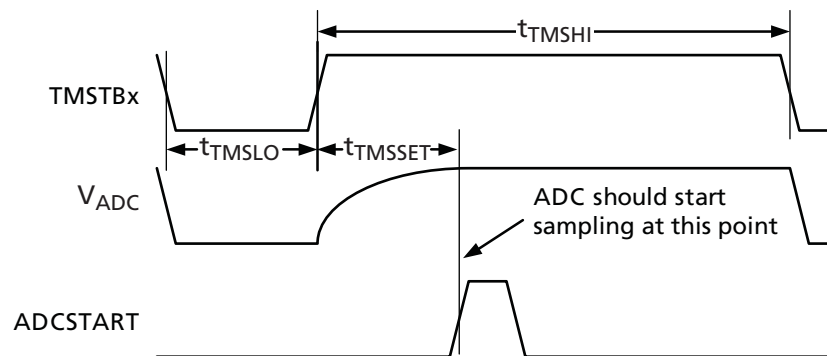 tTMSHI
TMSTBx
tTMSLO
tTMSSET
VADC
ADC should start
sampling at this point
ADCSTART